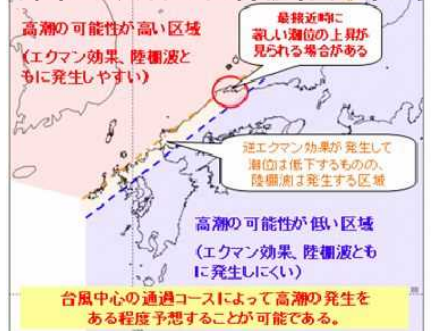 高潮の可能性が高い区域
(エクマン効果、陸棚波と
もに発生しやすい)
最接近時に
著しい潮位の上昇が
見られる場合がある
逆エクマン効果が発生して
潮位は低下するものの、
陸棚波は発生する区域
高潮の可能性が低い区域
(エクマン効果、陸棚波とも
に発生しにくい)
台風中心の通過コースによって高潮の発生を
ある程度予想することが可能である。